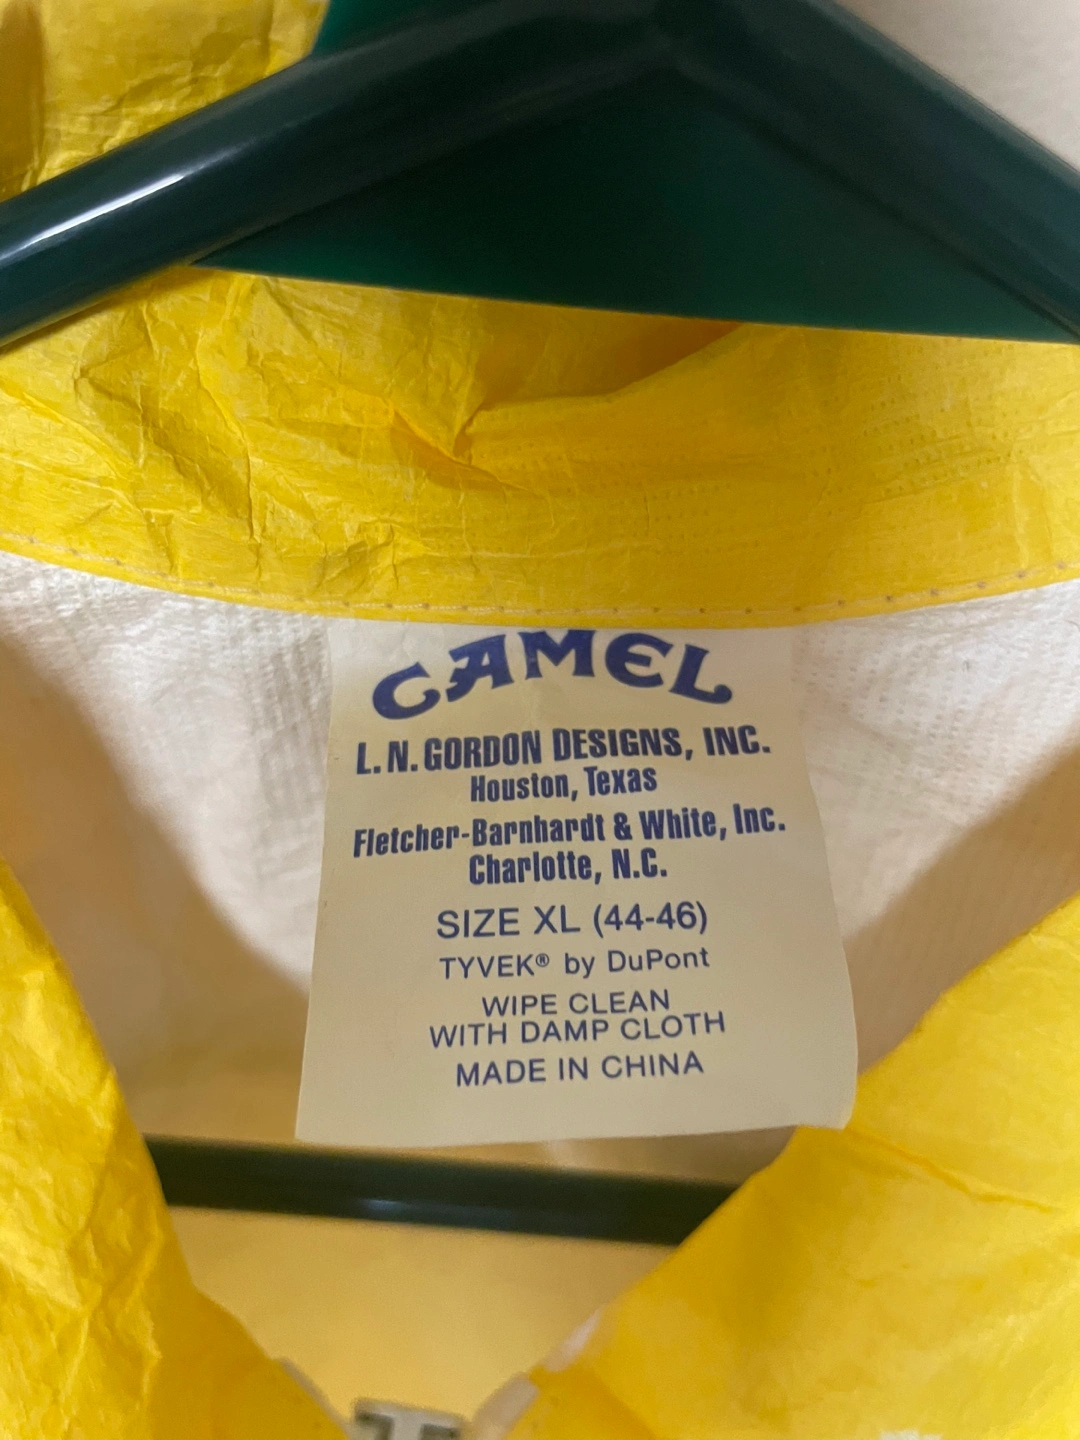 CAMEL
L.N. GORDON DESIGNS, INC.
Houston, Texas
Fletcher-Barnhardt & White, Inc.
Charlotte, N.C.
SIZE XL (44-46)
TYVEK® by DuPont
WIPE CLEAN
WITH DAMP CLOTH
MADE IN CHINA